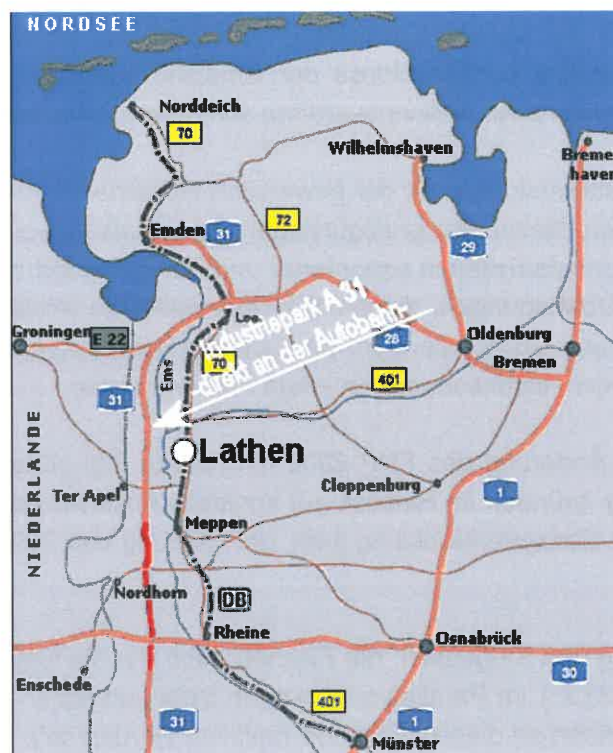 NORDSEE
Norddeich
70
Wilhelmshaven
Breme
haven
72
Emden
31
29
Leer
Industriepark A 31
direkt an der Autobahn
Groningen
E 22
28
Oldenburg
Bremen
70
Ems
401
31
NIEDERLANDE
Lathen
Ter Apel
Cloppenburg
1
Meppen
Nordhorn
DB
Rheine
Osnabrück
30
Enschede
401
31
1
Münster